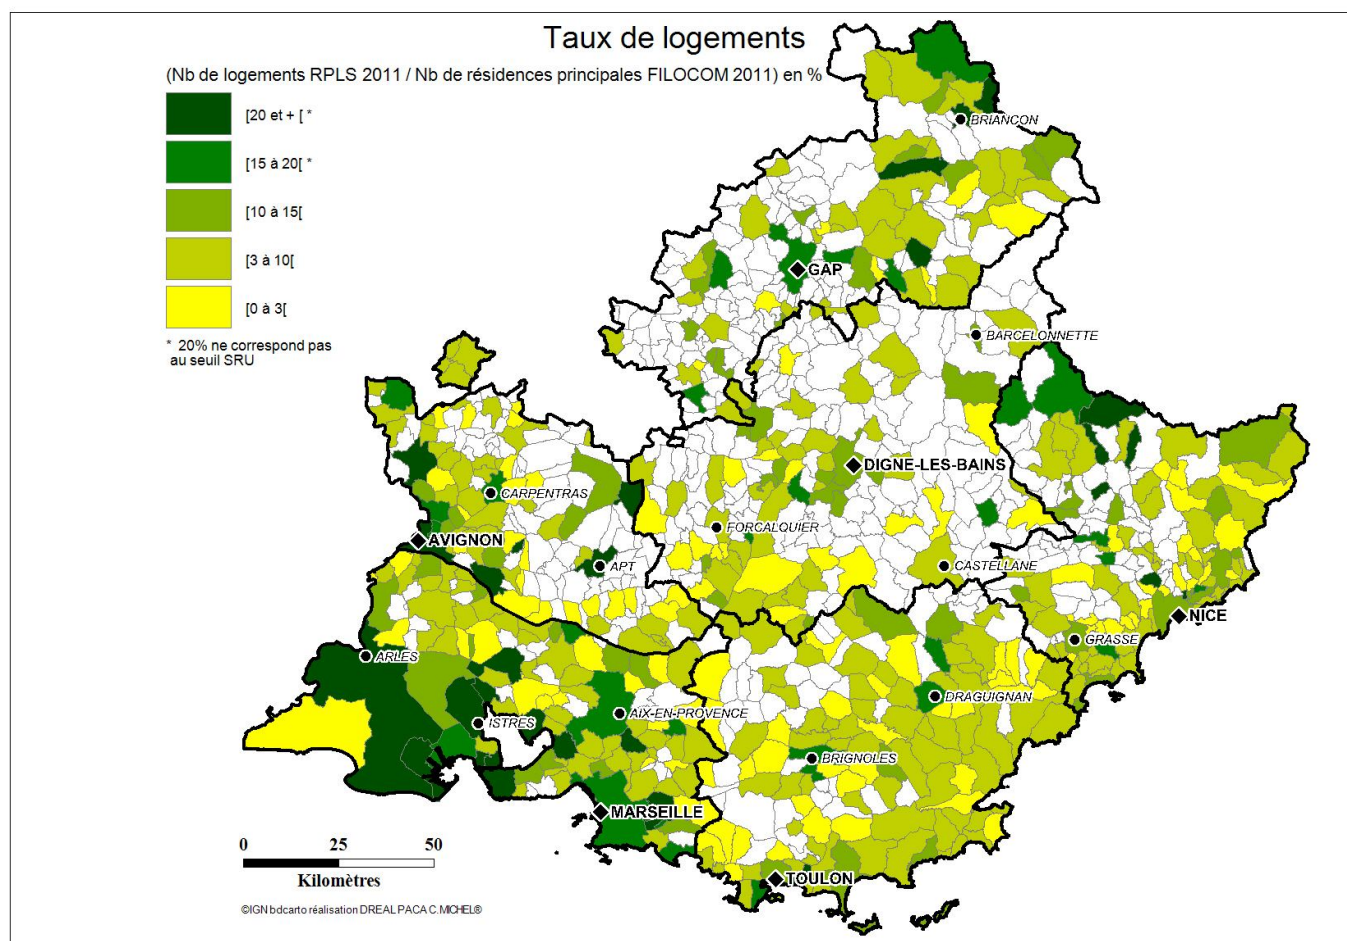 Taux de logements
(Nb de logements RPLS 2011 / Nb de résidences principales FILOCOM 2011) en %
[20 et + [ *
[15 à 20[ *
[10 à 15[
[3 à 10[
[0 à 3[
* 20% ne correspond pas
au seuil SRU
BRIANCON
GAP
BARCELONNETTE
DIGNE-LES-BAINS
CARPENTRAS
FORCALQUIER
AVIGNON
APT
CASTELLANE
NICE
GRASSE
ARLES
DRAGUIGNAN
AIX-EN-PROVENCE
ISTRES
BRIGNOLES
MARSEILLE
TOULON
0 25 50
Kilomètres
©IGN bdcarto réalisation DREAL PACA C.MICHEL®